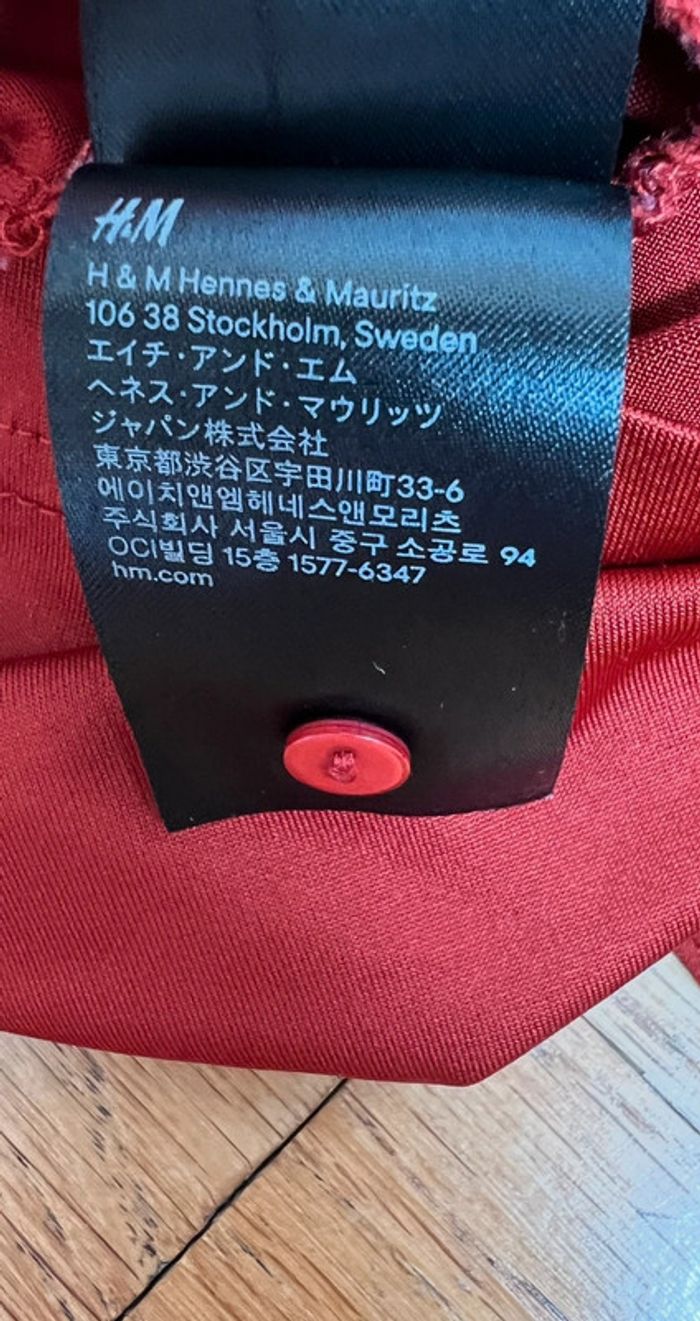 H&M
H & M Hennes & Mauritz
106 38 Stockholm, Sweden
エイチ・アンド・エム
ヘネス・アンド・マウリッツ
ジャパン株式会社
東京都渋谷区宇田川町33-6
에이치앤엠헤네스앤모리츠
주식회사 서울시 중구 소공로 94
OCI빌딩 15층 1577-6347
hm.com